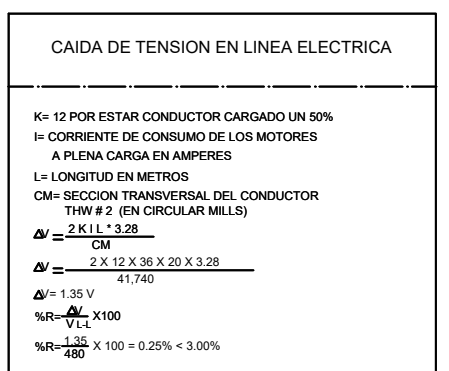 CAIDA DE TENSION EN LINEA ELECTRICA
K= 12 POR ESTAR CONDUCTOR CARGADO UN 50%
I= CORRIENTE DE CONSUMO DE LOS MOTORES
A PLENA CARGA EN AMPERES
L= LONGITUD EN METROS
CM= SECCION TRANSVERSAL DEL CONDUCTOR
THW # 2 (EN CIRCULAR MILLS)
ΔV = 2 K I L * 3.28
CM
ΔV = 2 X 12 X 36 X 20 X 3.28
41,740
ΔV= 1.35 V
%R= ΔV X100
V L-L
%R= 1.35 X 100 = 0.25% < 3.00%
480